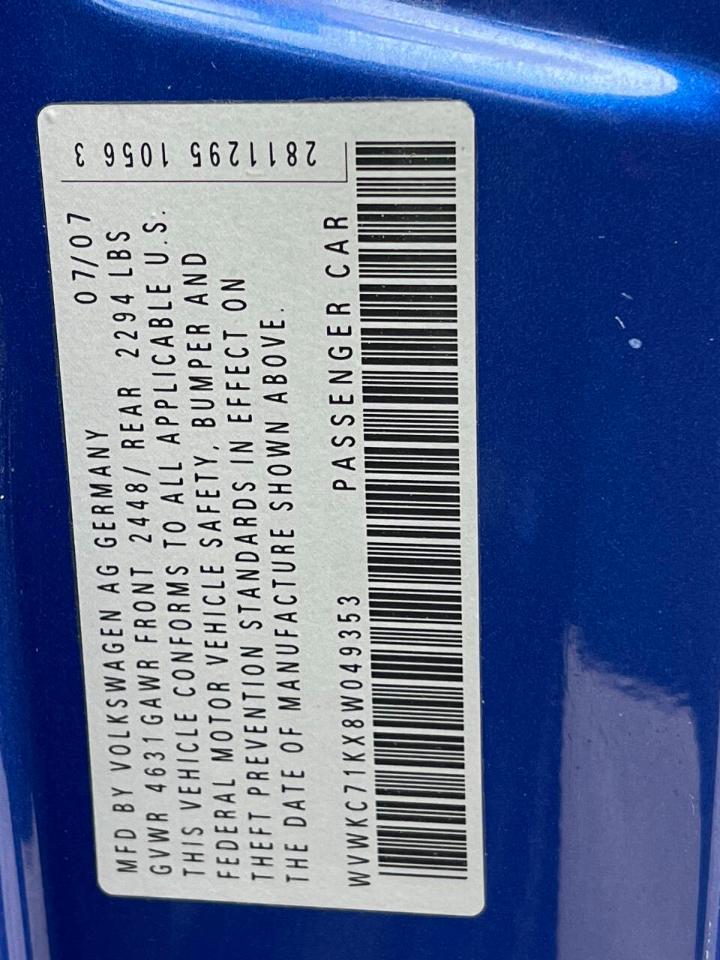 MFD BY VOLKSWAGEN AG GERMANY 07/07
GVWR 4631GAWR FRONT 2448/ REAR 2294 LBS
THIS VEHICLE CONFORMS TO ALL APPLICABLE U.S.
FEDERAL MOTOR VEHICLE SAFETY, BUMPER AND
THEFT PREVENTION STANDARDS IN EFFECT ON
THE DATE OF MANUFACTURE SHOWN ABOVE.
WVWKC71KX8W049353 PASSENGER CAR
2811295 1056 3